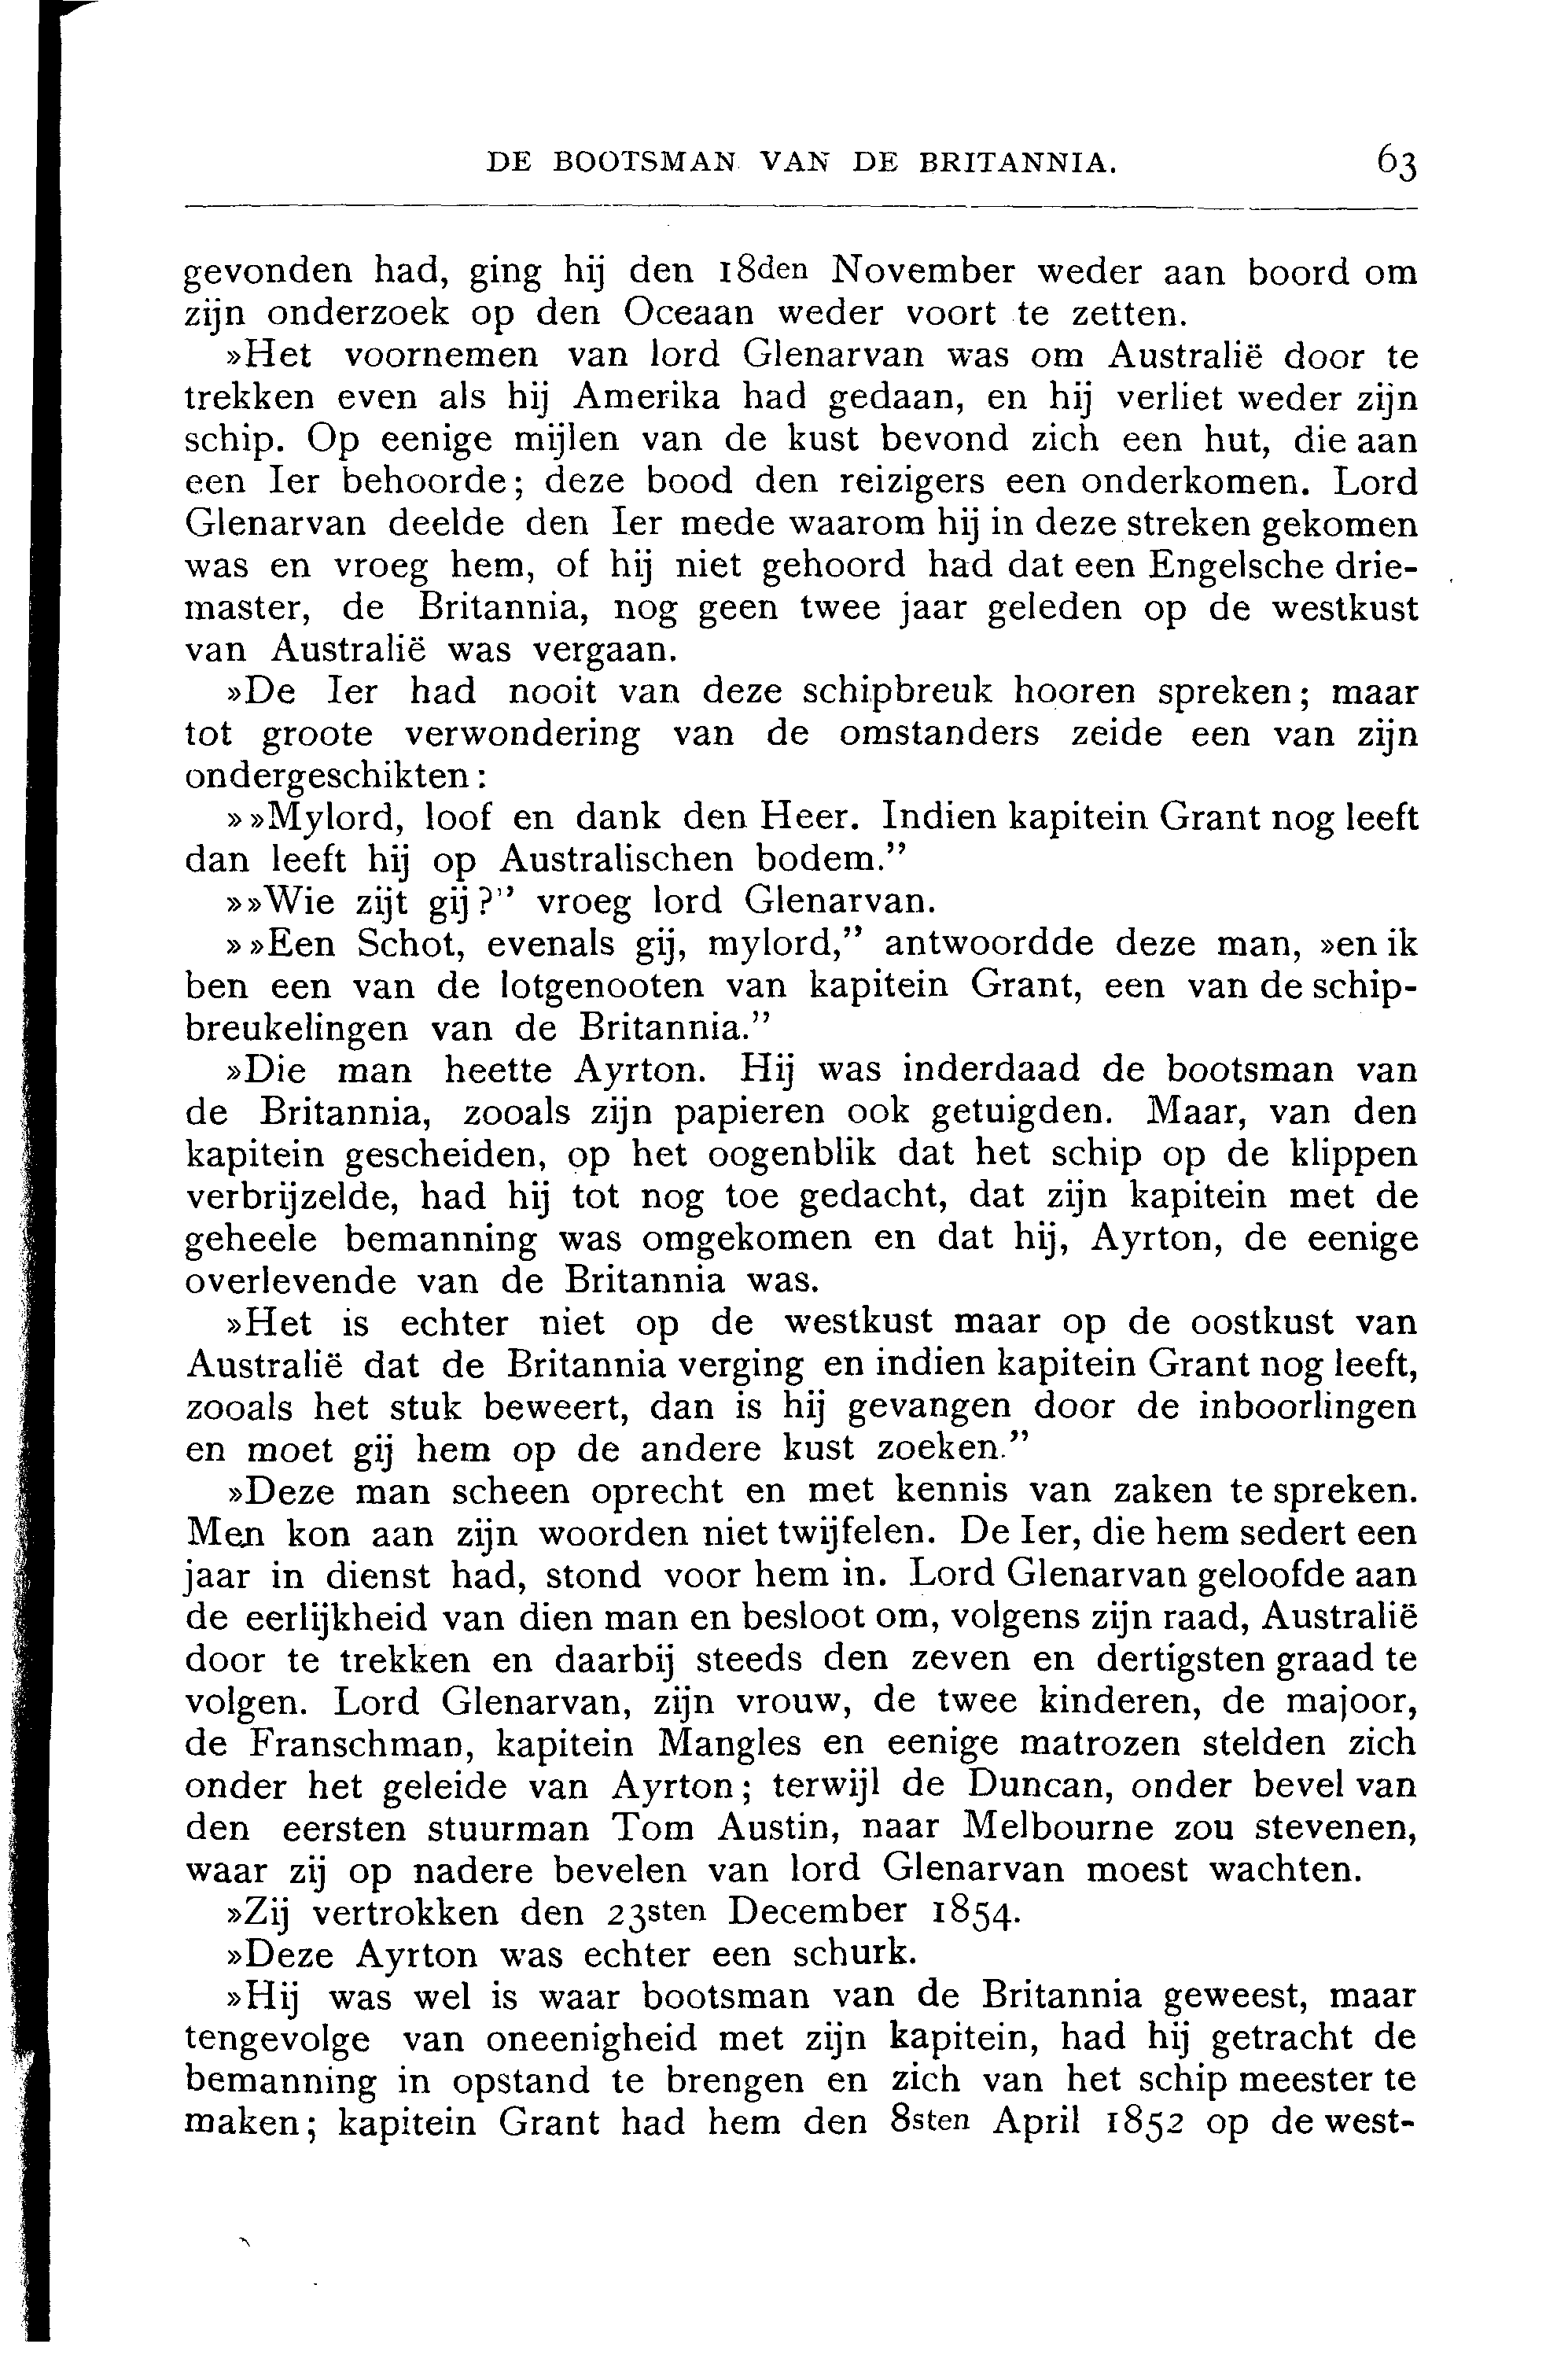 DE BOOTSMAN VAN DE BRITANNIA. 63
gevonden had, ging hij den 18den November weder aan boord om
zijn onderzoek op den Oceaan weder voort te zetten.
»Het voornemen van lord Glenarvan was om Australië door te
trekken even als hij Amerika had gedaan, en hij verliet weder zijn
schip. Op eenige mijlen van de kust bevond zich een hut, die aan
een Ier behoorde; deze bood den reizigers een onderkomen. Lord
Glenarvan deelde den Ier mede waarom hij in deze streken gekomen
was en vroeg hem, of hij niet gehoord had dat een Engelsche drie-
master, de Britannia, nog geen twee jaar geleden op de westkust
van Australië was vergaan.
»De Ier had nooit van deze schipbreuk hooren spreken; maar
tot groote verwondering van de omstanders zeide een van zijn
ondergeschikten:
»»Mylord, loof en dank den Heer. Indien kapitein Grant nog leeft
dan leeft hij op Australischen bodem.”
»»Wie zijt gij?” vroeg lord Glenarvan.
»»Een Schot, evenals gij, mylord,” antwoordde deze man, »en ik
ben een van de lotgenooten van kapitein Grant, een van de schip-
breukelingen van de Britannia.”
»Die man heette Ayrton. Hij was inderdaad de bootsman van
de Britannia, zooals zijn papieren ook getuigden. Maar, van den
kapitein gescheiden, op het oogenblik dat het schip op de klippen
verbrijzelde, had hij tot nog toe gedacht, dat zijn kapitein met de
geheele bemanning was omgekomen en dat hij, Ayrton, de eenige
overlevende van de Britannia was.
»Het is echter niet op de westkust maar op de oostkust van
Australië dat de Britannia verging en indien kapitein Grant nog leeft,
zooals het stuk beweert, dan is hij gevangen door de inboorlingen
en moet gij hem op de andere kust zoeken.”
»Deze man scheen oprecht en met kennis van zaken te spreken.
Men kon aan zijn woorden niet twijfelen. De Ier, die hem sedert een
jaar in dienst had, stond voor hem in. Lord Glenarvan geloofde aan
de eerlijkheid van dien man en besloot om, volgens zijn raad, Australië
door te trekken en daarbij steeds den zeven en dertigsten graad te
volgen. Lord Glenarvan, zijn vrouw, de twee kinderen, de majoor,
de Franschman, kapitein Mangles en eenige matrozen stelden zich
onder het geleide van Ayrton; terwijl de Duncan, onder bevel van
den eersten stuurman Tom Austin, naar Melbourne zou stevenen,
waar zij op nadere bevelen van lord Glenarvan moest wachten.
»Zij vertrokken den 23sten December 1854.
»Deze Ayrton was echter een schurk.
»Hij was wel is waar bootsman van de Britannia geweest, maar
tengevolge van oneenigheid met zijn kapitein, had hij getracht de
bemanning in opstand te brengen en zich van het schip meester te
maken; kapitein Grant had hem den 8sten April 1852 op de west-